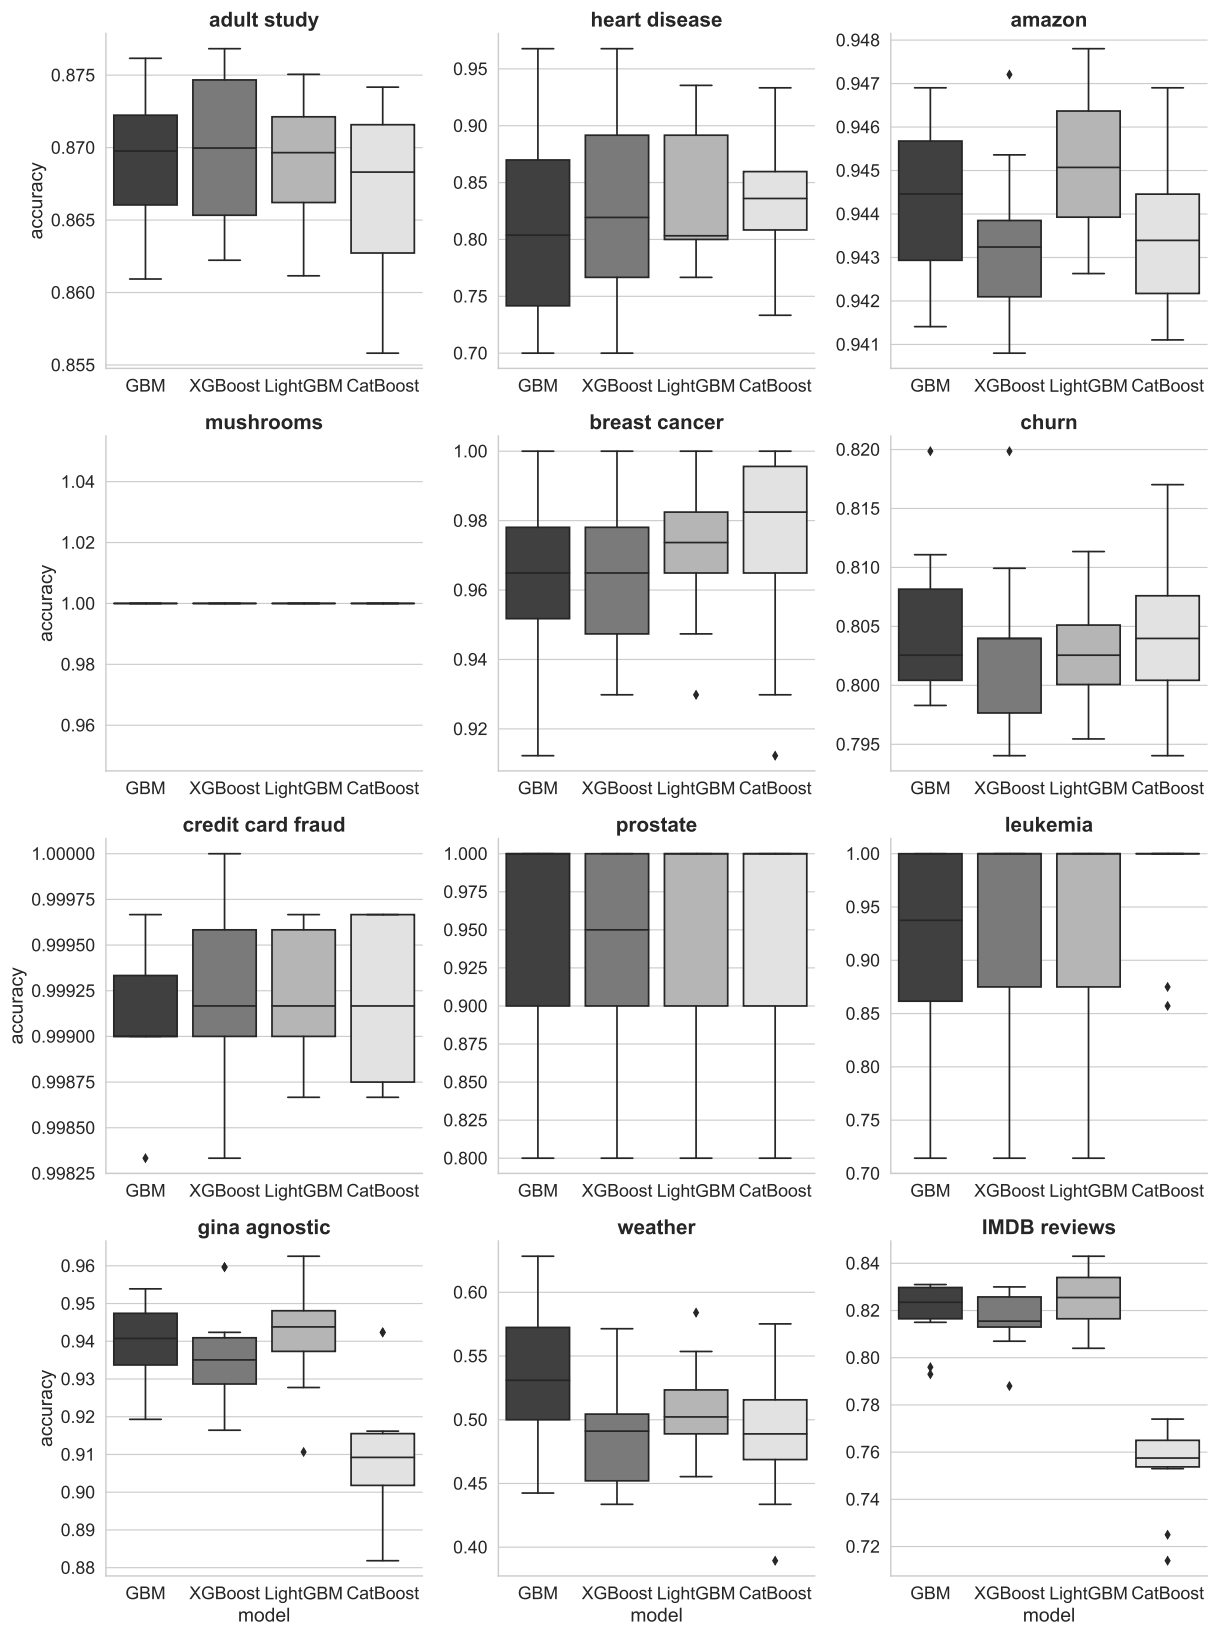 adult study
heart disease
amazon
0.875
0.870
0.865
0.860
0.855
accuracy
GBM XGBoost LightGBM CatBoost
0.95
0.90
0.85
0.80
0.75
0.70
GBM XGBoost LightGBM CatBoost
0.948
0.947
0.946
0.945
0.944
0.943
0.942
0.941
GBM XGBoost LightGBM CatBoost
mushrooms
breast cancer
churn
1.04
1.02
1.00
0.98
0.96
accuracy
GBM XGBoost LightGBM CatBoost
1.00
0.98
0.96
0.94
0.92
GBM XGBoost LightGBM CatBoost
0.820
0.815
0.810
0.805
0.800
0.795
GBM XGBoost LightGBM CatBoost
credit card fraud
prostate
leukemia
1.00000
0.99975
0.99950
0.99925
0.99900
0.99875
0.99850
0.99825
accuracy
GBM XGBoost LightGBM CatBoost
1.000
0.975
0.950
0.925
0.900
0.875
0.850
0.825
0.800
GBM XGBoost LightGBM CatBoost
1.00
0.95
0.90
0.85
0.80
0.75
0.70
GBM XGBoost LightGBM CatBoost
gina agnostic
weather
IMDB reviews
0.96
0.95
0.94
0.93
0.92
0.91
0.90
0.89
0.88
accuracy
GBM XGBoost LightGBM CatBoost
model
0.60
0.55
0.50
0.45
0.40
GBM XGBoost LightGBM CatBoost
model
0.84
0.82
0.80
0.78
0.76
0.74
0.72
GBM XGBoost LightGBM CatBoost
model